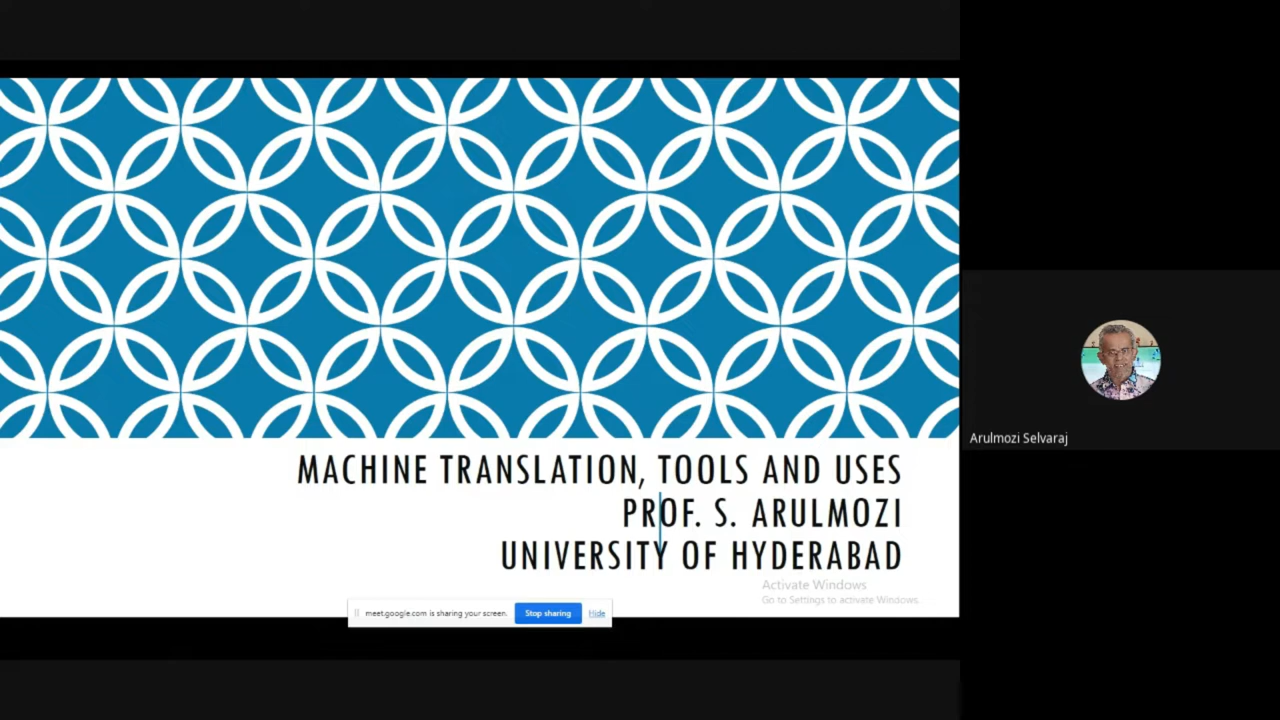 MACHINE TRANSLATION, TOOLS AND USES
PROF. S. ARULMOZI
UNIVERSITY OF HYDERABAD
Activate Windows
Go to Settings to activate Windows.
meet.google.com is sharing your screen. Stop sharing Hide
Arulmozi Selvaraj